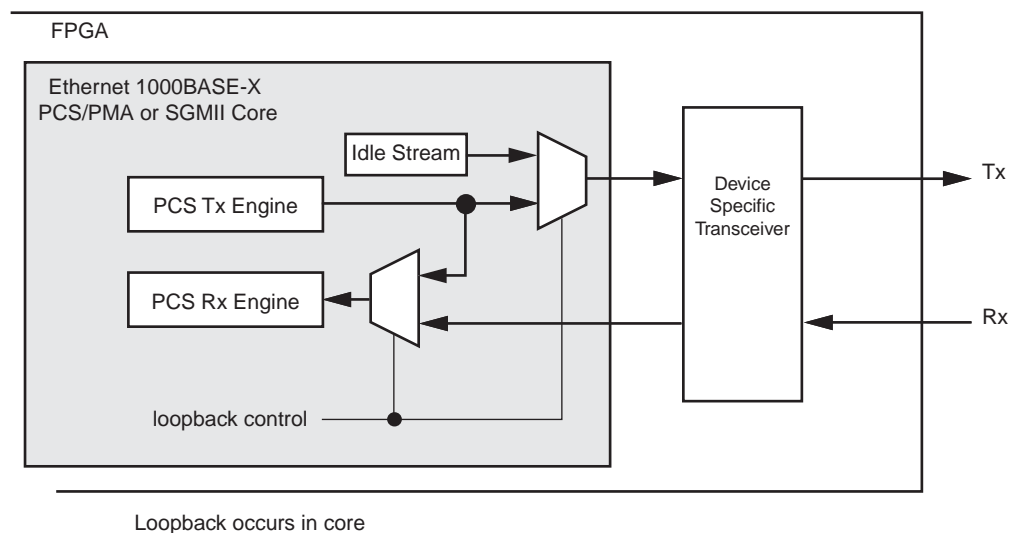 FPGA
Ethernet 1000BASE-X
PCS/PMA or SGMII Core
Idle Stream
PCS Tx Engine
PCS Rx Engine
loopback control
Device
Specific
Transceiver
Tx
Rx
Loopback occurs in core